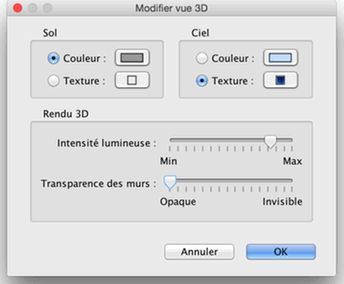 Modifier vue 3D
Sol
Couleur :
Texture :
Ciel
Couleur :
Texture :
Rendu 3D
Intensité lumineuse :
Min Max
Transparence des murs :
Opaque Invisible
Annuler OK